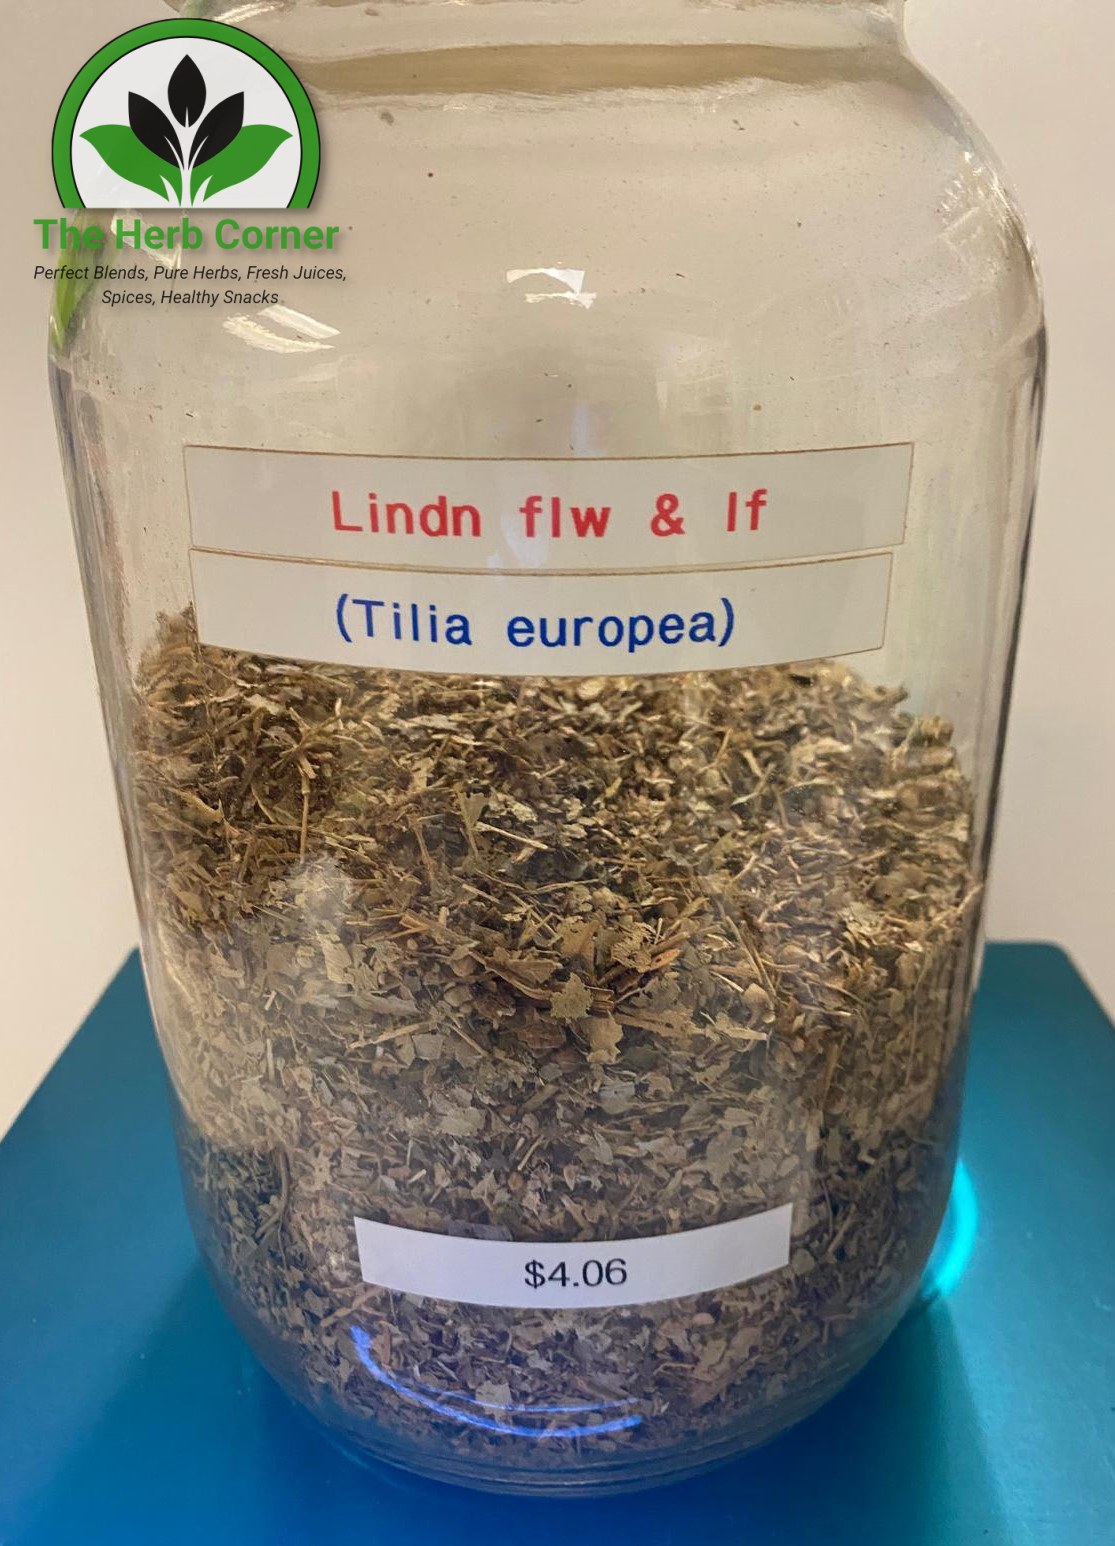 The Herb Corner
Perfect Blends, Pure Herbs, Fresh Juices,
Spices, Healthy Snacks
Lindn flw & lf
(Tilia europea)
$4.06